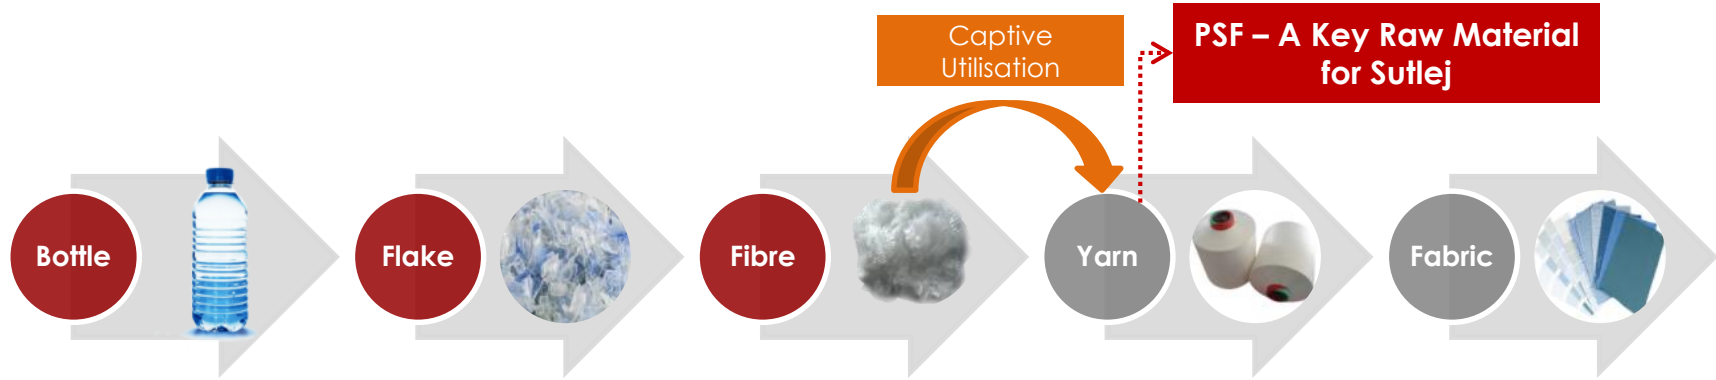 Captive
Utilisation
PSF – A Key Raw Material
for Sutlej
Bottle
Flake
Fibre
Yarn
Fabric